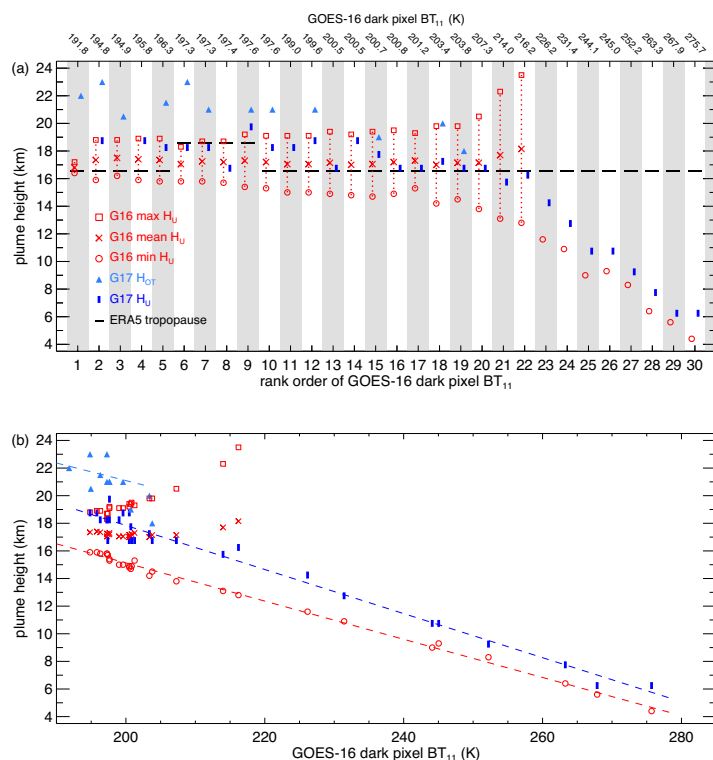 GOES-16 dark pixel BT11 (K)
191.8 194.8 194.9 195.8 196.3 197.3 197.3 197.4 197.6 197.6 199.0 199.6 200.5 200.5 200.7 200.8 201.2 203.4 203.8 207.3 214.0 216.2 226.2 231.4 244.1 245.0 252.2 263.3 267.9 275.7
(a)
24
22
20
18
16
14
12
10
8
6
4
plume height (km)
G16 max HU
G16 mean HU
G16 min HU
G17 HOT
G17 HU
ERA5 tropopause
1 2 3 4 5 6 7 8 9 10 11 12 13 14 15 16 17 18 19 20 21 22 23 24 25 26 27 28 29 30
rank order of GOES-16 dark pixel BT11
(b)
24
22
20
18
16
14
12
10
8
6
4
plume height (km)
200 220 240 260 280
GOES-16 dark pixel BT11 (K)